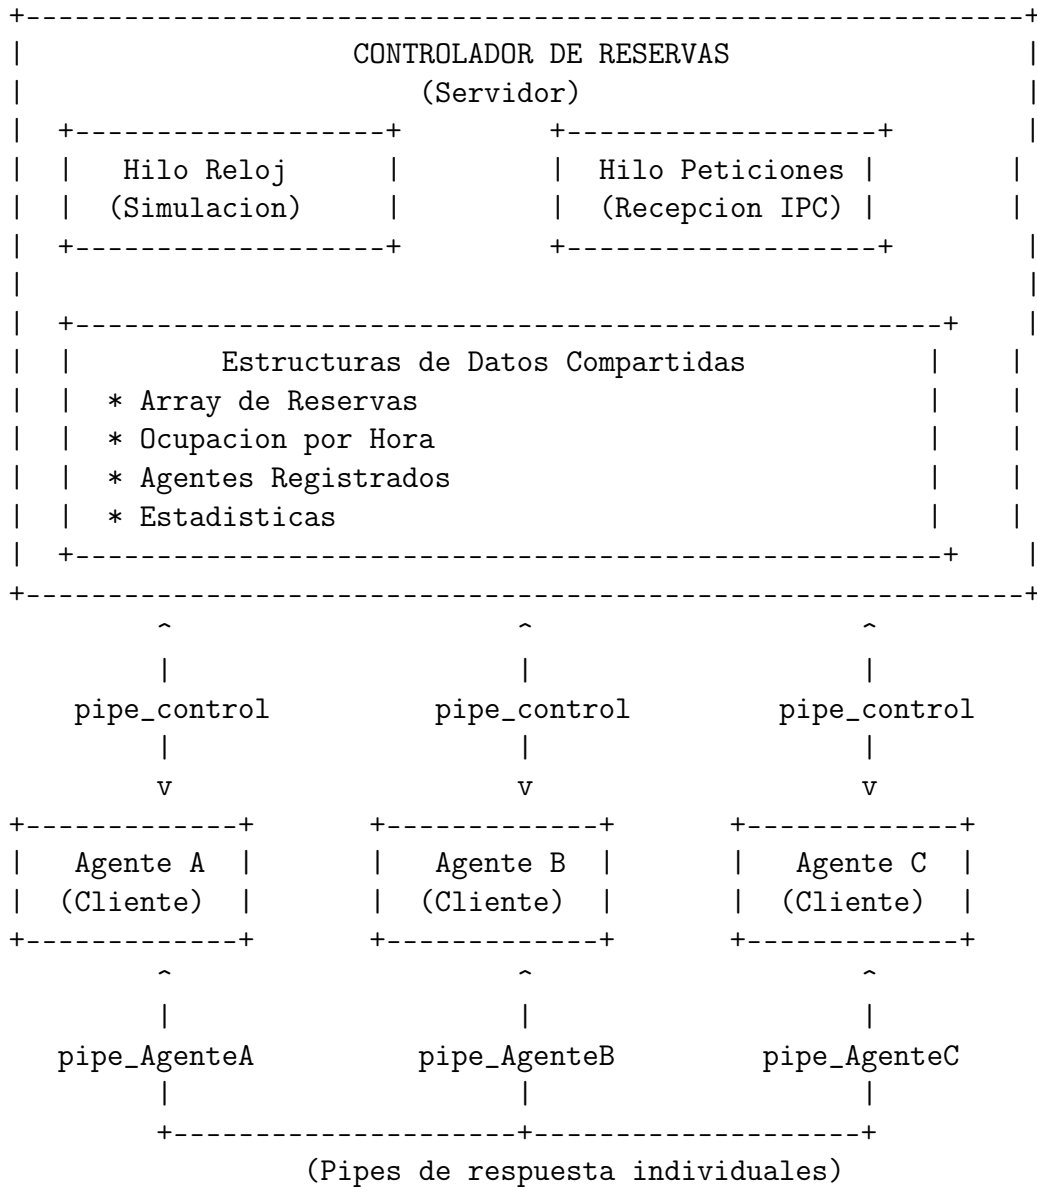 CONTROLADOR DE RESERVAS
(Servidor)
Hilo Reloj Hilo Peticiones
(Simulacion) (Recepcion IPC)
Estructuras de Datos Compartidas
* Array de Reservas
* Ocupacion por Hora
* Agentes Registrados
* Estadisticas
pipe_control pipe_control pipe_control
v v v
Agente A Agente B Agente C
(Cliente) (Cliente) (Cliente)
pipe_AgenteA pipe_AgenteB pipe_AgenteC
(Pipes de respuesta individuales)